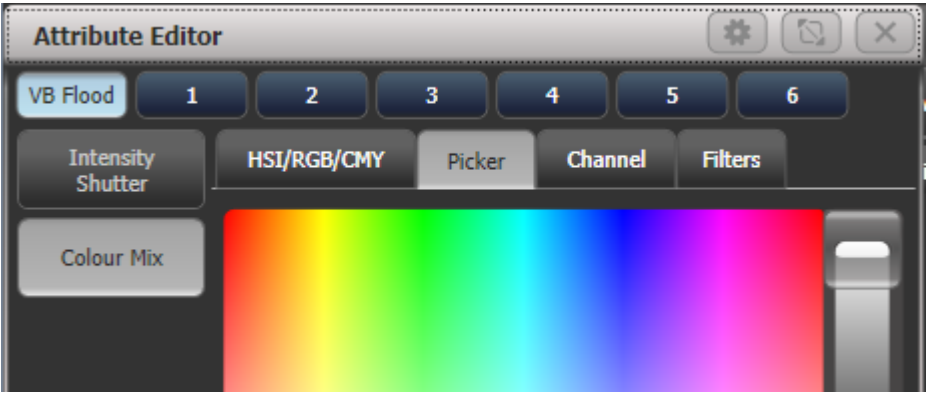 Attribute Editor
VB Flood 1 2 3 4 5 6
Intensity
Shutter
HSI/RGB/CMY Picker Channel Filters
Colour Mix